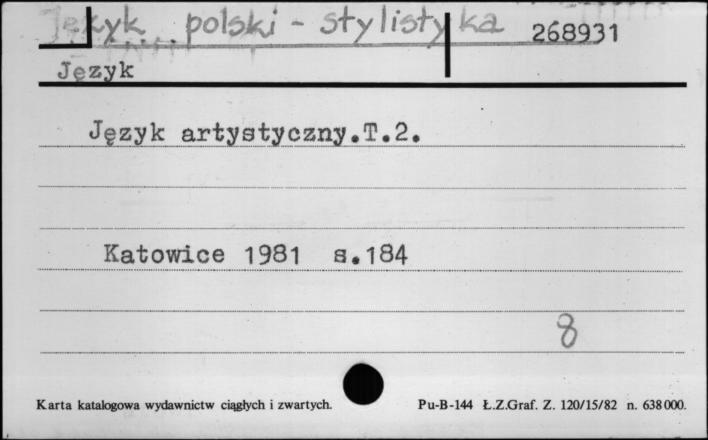 Język polski - stylistyka 268931
Język
Język artystyczny.T.2.
Katowice 1981 s.184
8
Karta katalogowa wydawnictw ciągłych i zwartych. Pu-B-144 Ł.Z.Graf. Z. 120/15/82 n. 638000.